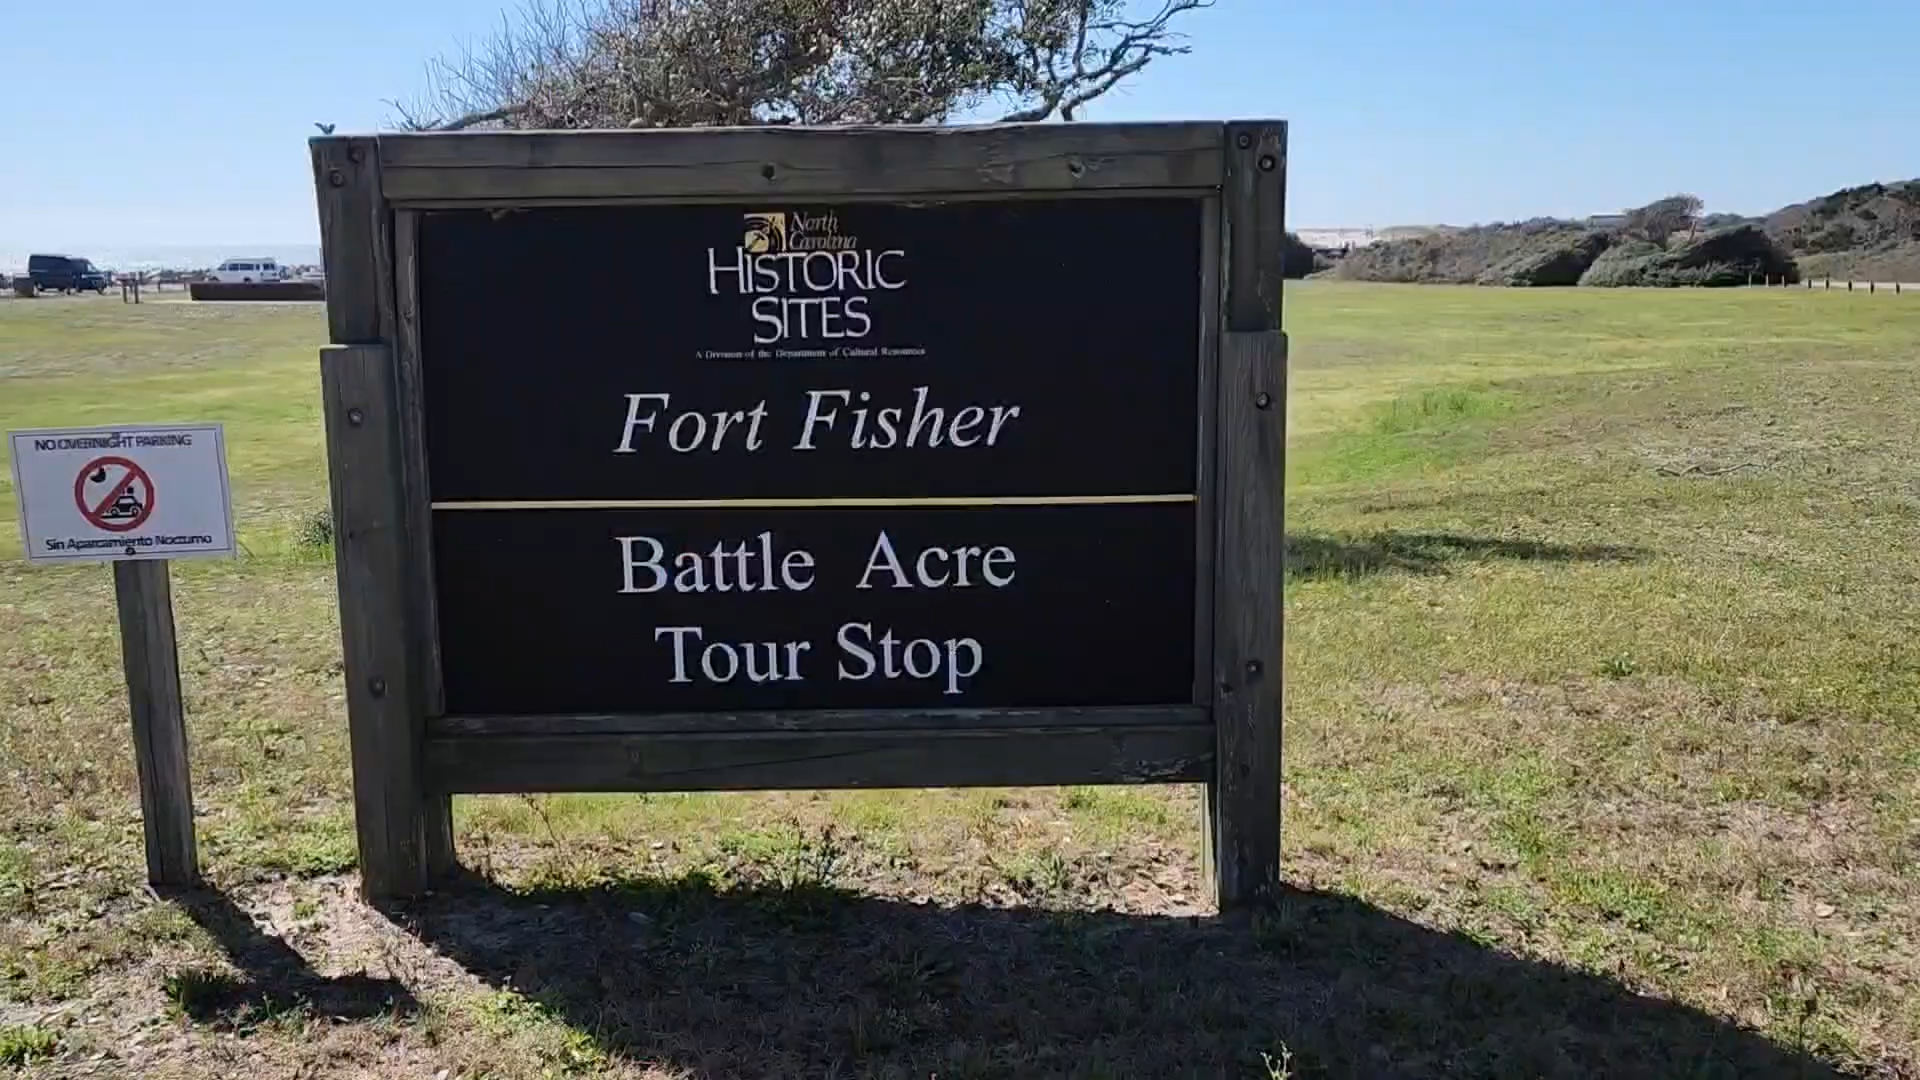 NO OVERNIGHT PARKING
Sin Aparcamiento Nocturno
North
Carolina
HISTORIC
SITES
A Division of the Department of Cultural Resources
Fort Fisher
Battle Acre
Tour Stop